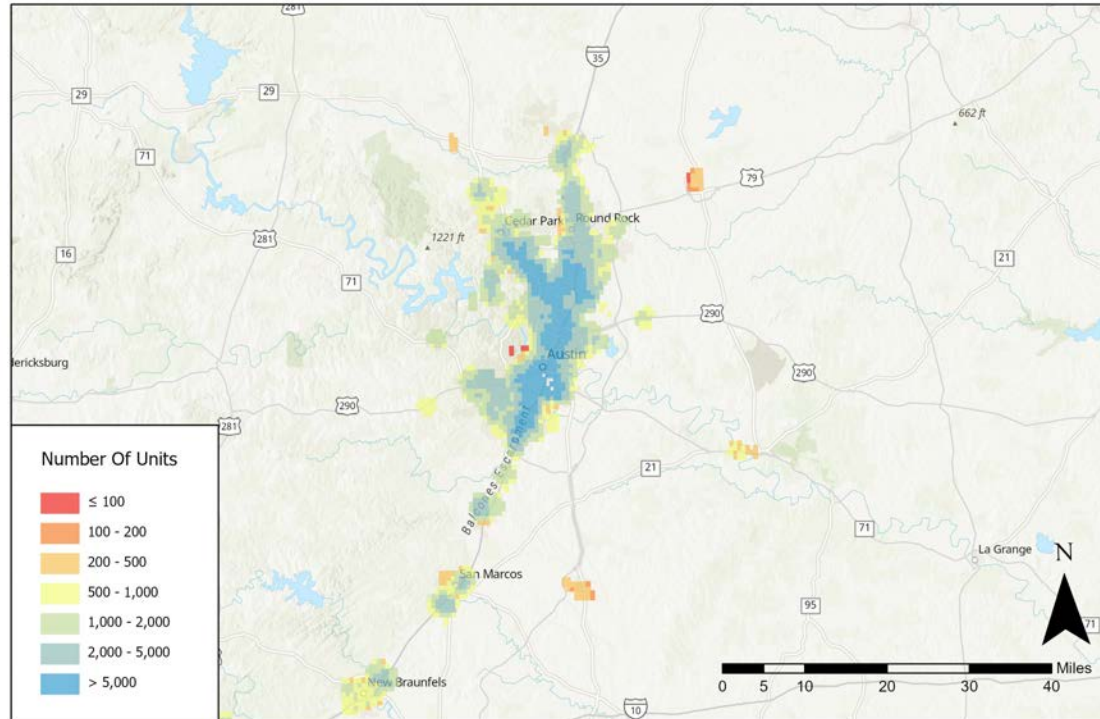 281
35
29
29
662 ft
71
79
Cedar Park
Round Rock
281
1221 ft
16
21
71
290
Austin
dericksburg
290
290
281
Balcones Escarpment
21
71
La Grange
N
San Marcos
95
71
New Braunfels
10
Number Of Units
≤ 100
100 - 200
200 - 500
500 - 1,000
1,000 - 2,000
2,000 - 5,000
> 5,000
Miles
0 5 10 20 30 40